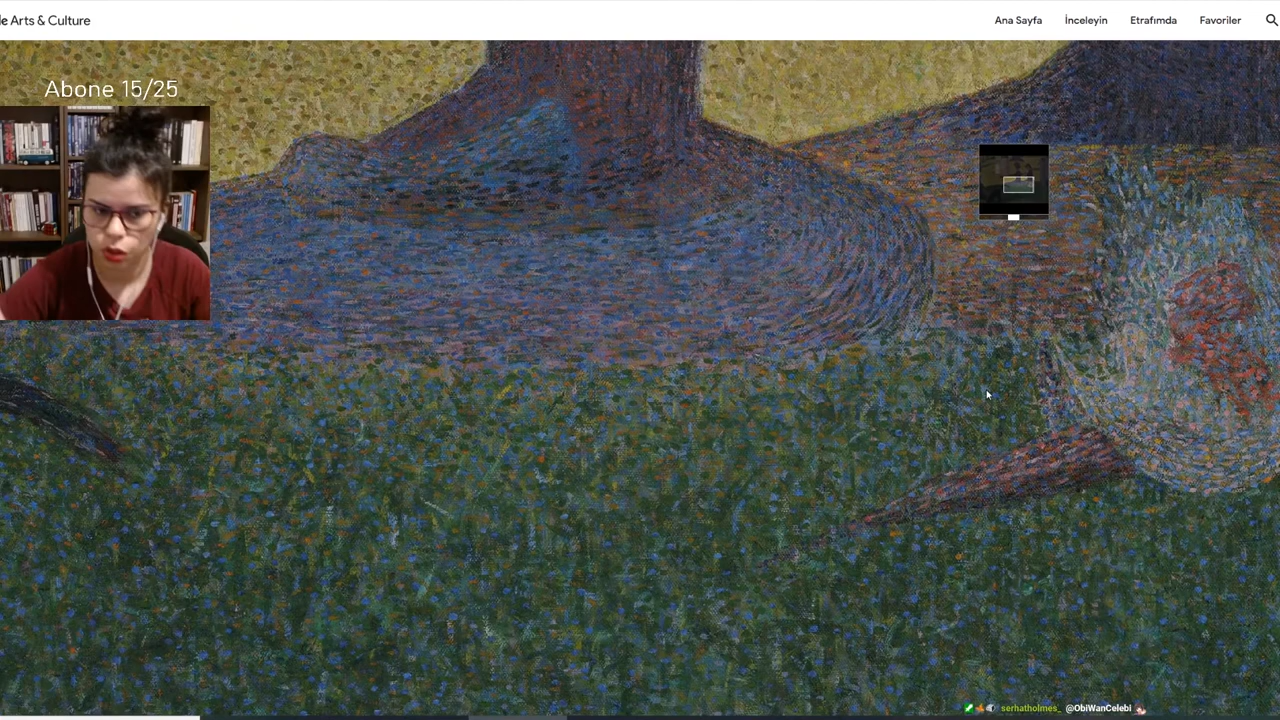 le Arts & Culture
Ana Sayfa İnceleyin Etrafımda Favoriler
Abone 15/25
serhatholmes_ @ObiWanCelebi